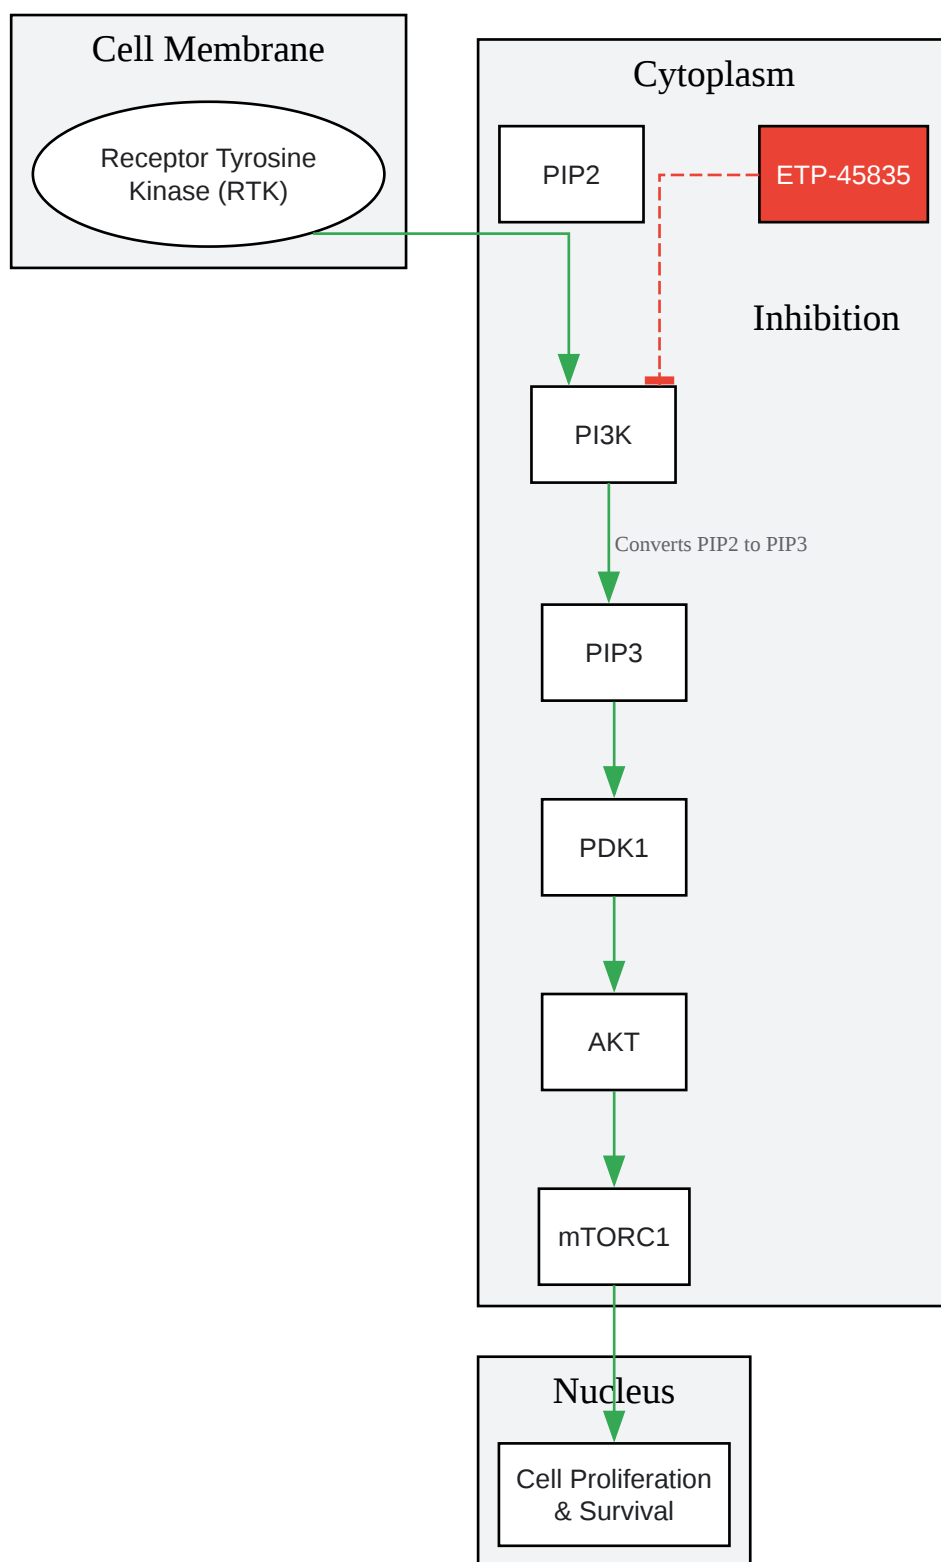 Cell Membrane
Receptor Tyrosine
Kinase (RTK)
Cytoplasm
PIP2
ETP-45835
Inhibition
PI3K
Converts PIP2 to PIP3
PIP3
PDK1
AKT
mTORC1
Nucleus
Cell Proliferation
& Survival